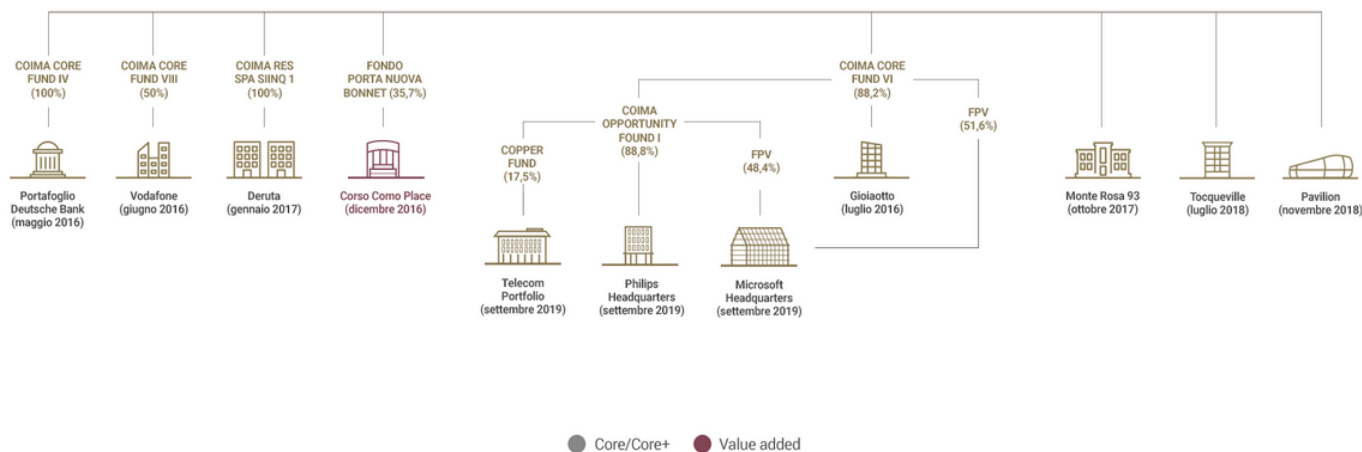 COIMA CORE
FUND IV
(100%)
COIMA CORE
FUND VIII
(50%)
COIMA RES
SPA SIINQ 1
(100%)
FONDO
PORTA NUOVA
BONNET (35,7%)
COIMA CORE
FUND VI
(88,2%)
COIMA
OPPORTUNITY
FOUND I
(88,8%)
FPV
(51,6%)
COPPER
FUND
(17,5%)
FPV
(48,4%)
Portafoglio
Deutsche Bank
(maggio 2016)
Vodafone
(giugno 2016)
Deruta
(gennaio 2017)
Corso Como Place
(dicembre 2016)
Gioiaotto
(luglio 2016)
Monte Rosa 93
(ottobre 2017)
Tocqueville
(luglio 2018)
Pavilion
(novembre 2018)
Telecom
Portfolio
(settembre 2019)
Philips
Headquarters
(settembre 2019)
Microsoft
Headquarters
(settembre 2019)
Core/Core+
Value added